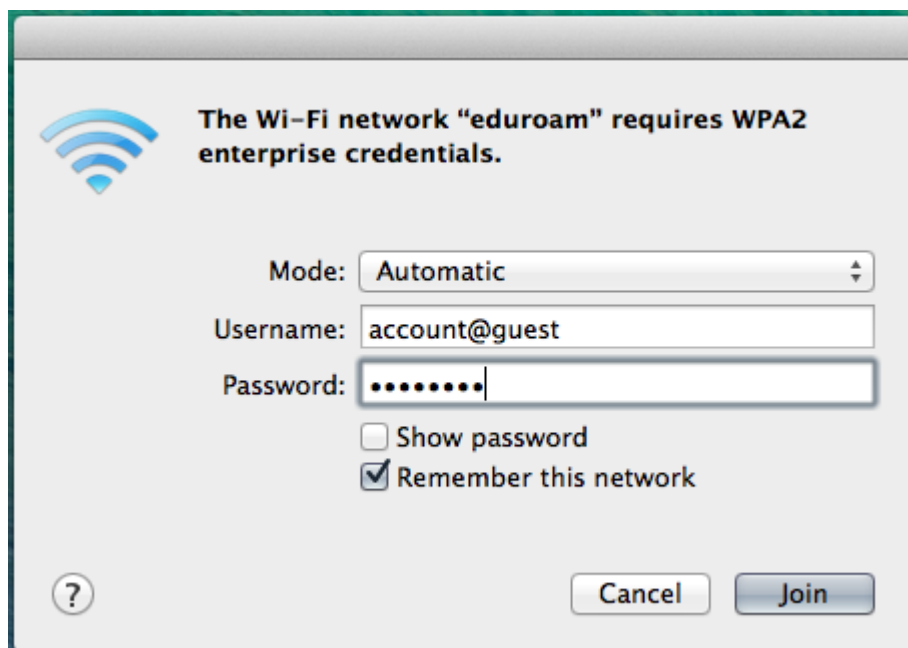 The Wi-Fi network “eduroam” requires WPA2
enterprise credentials.
Mode: Automatic
Username: account@guest
Password: ••••••••
Show password
Remember this network
? Cancel Join